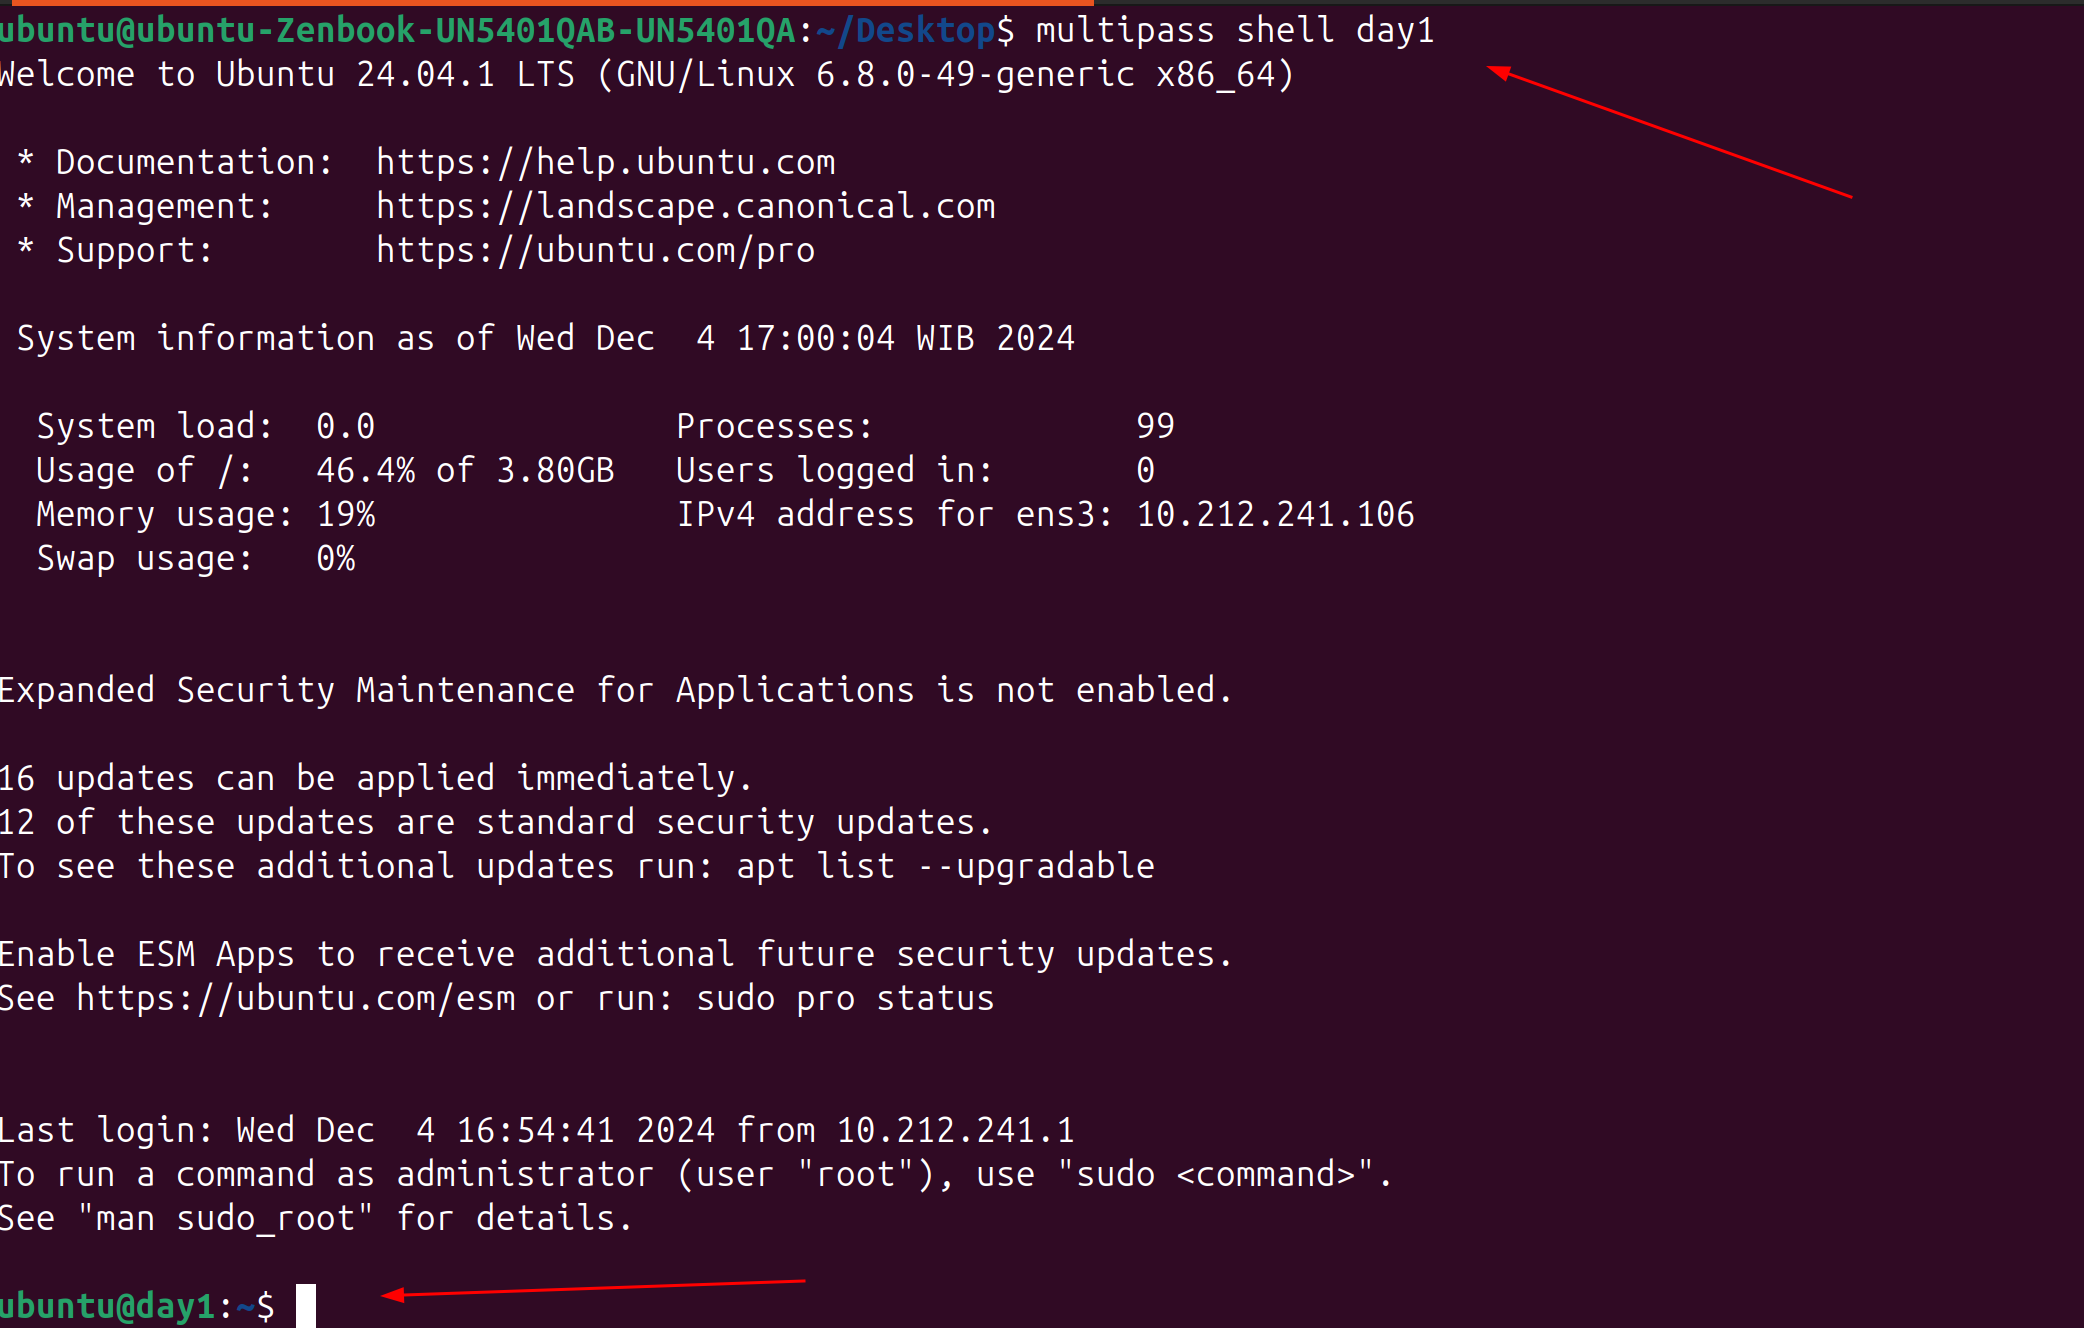 ubuntu@ubuntu-Zenbook-UN5401QAB-UN5401QA:~/Desktop$ multipass shell day1
Welcome to Ubuntu 24.04.1 LTS (GNU/Linux 6.8.0-49-generic x86_64)
* Documentation:  https://help.ubuntu.com
* Management:     https://landscape.canonical.com
* Support:        https://ubuntu.com/pro
System information as of Wed Dec  4 17:00:04 WIB 2024
System load:  0.0               Processes:             99
Usage of /:   46.4% of 3.80GB   Users logged in:       0
Memory usage: 19%               IPv4 address for ens3: 10.212.241.106
Swap usage:   0%
Expanded Security Maintenance for Applications is not enabled.
16 updates can be applied immediately.
12 of these updates are standard security updates.
To see these additional updates run: apt list --upgradable
Enable ESM Apps to receive additional future security updates.
See https://ubuntu.com/esm or run: sudo pro status
Last login: Wed Dec  4 16:54:41 2024 from 10.212.241.1
To run a command as administrator (user "root"), use "sudo <command>".
See "man sudo_root" for details.
ubuntu@day1:~$